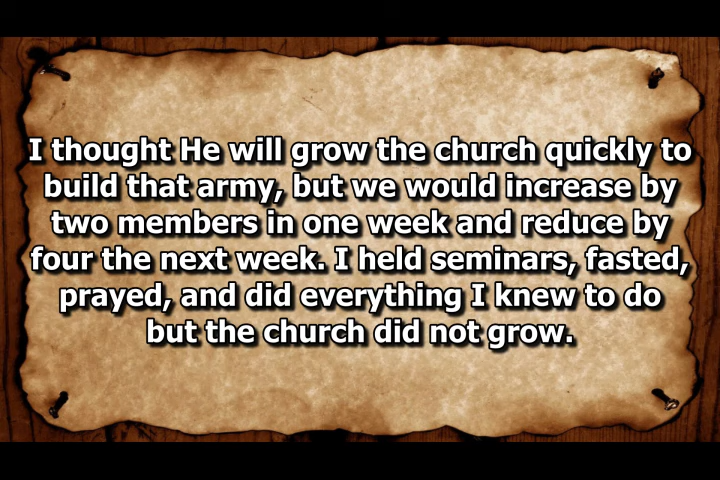 I thought He will grow the church quickly to
build that army, but we would increase by
two members in one week and reduce by
four the next week. I held seminars, fasted,
prayed, and did everything I knew to do
but the church did not grow.